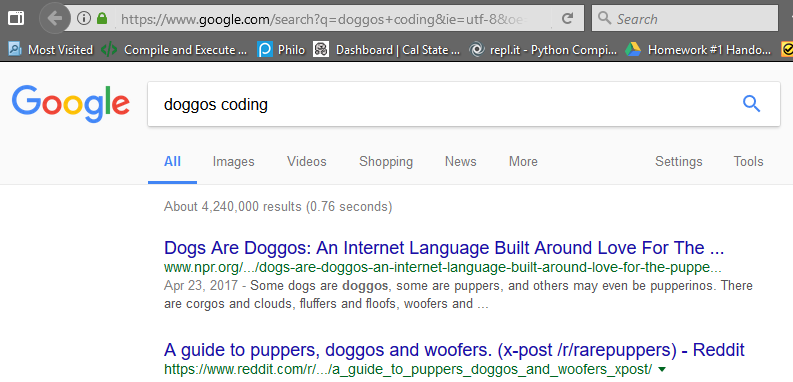 https://www.google.com/search?q=doggos+coding&ie=utf-8&oe
Search
Most Visited
Compile and Execute ...
Philo
Dashboard | Cal State ...
repl.it - Python Compi...
Homework #1 Hando...
Google
doggos coding
All Images Videos Shopping News More Settings Tools
About 4,240,000 results (0.76 seconds)
Dogs Are Doggos: An Internet Language Built Around Love For The ...
www.npr.org/.../dogs-are-doggos-an-internet-language-built-around-love-for-the-puppe...
Apr 23, 2017 - Some dogs are doggos, some are puppers, and others may even be pupperinos. There
are corgos and clouds, fluffers and floofs, woofers and ...
A guide to puppers, doggos and woofers. (x-post /r/rarepuppers) - Reddit
https://www.reddit.com/r/.../a_guide_to_puppers_doggos_and_woofers_xpost/